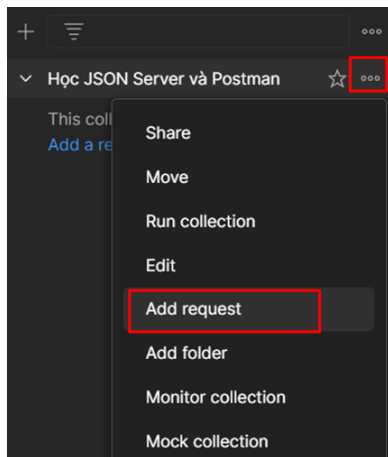 Học JSON Server và Postman
This coll
Add a re
Share
Move
Run collection
Edit
Add request
Add folder
Monitor collection
Mock collection